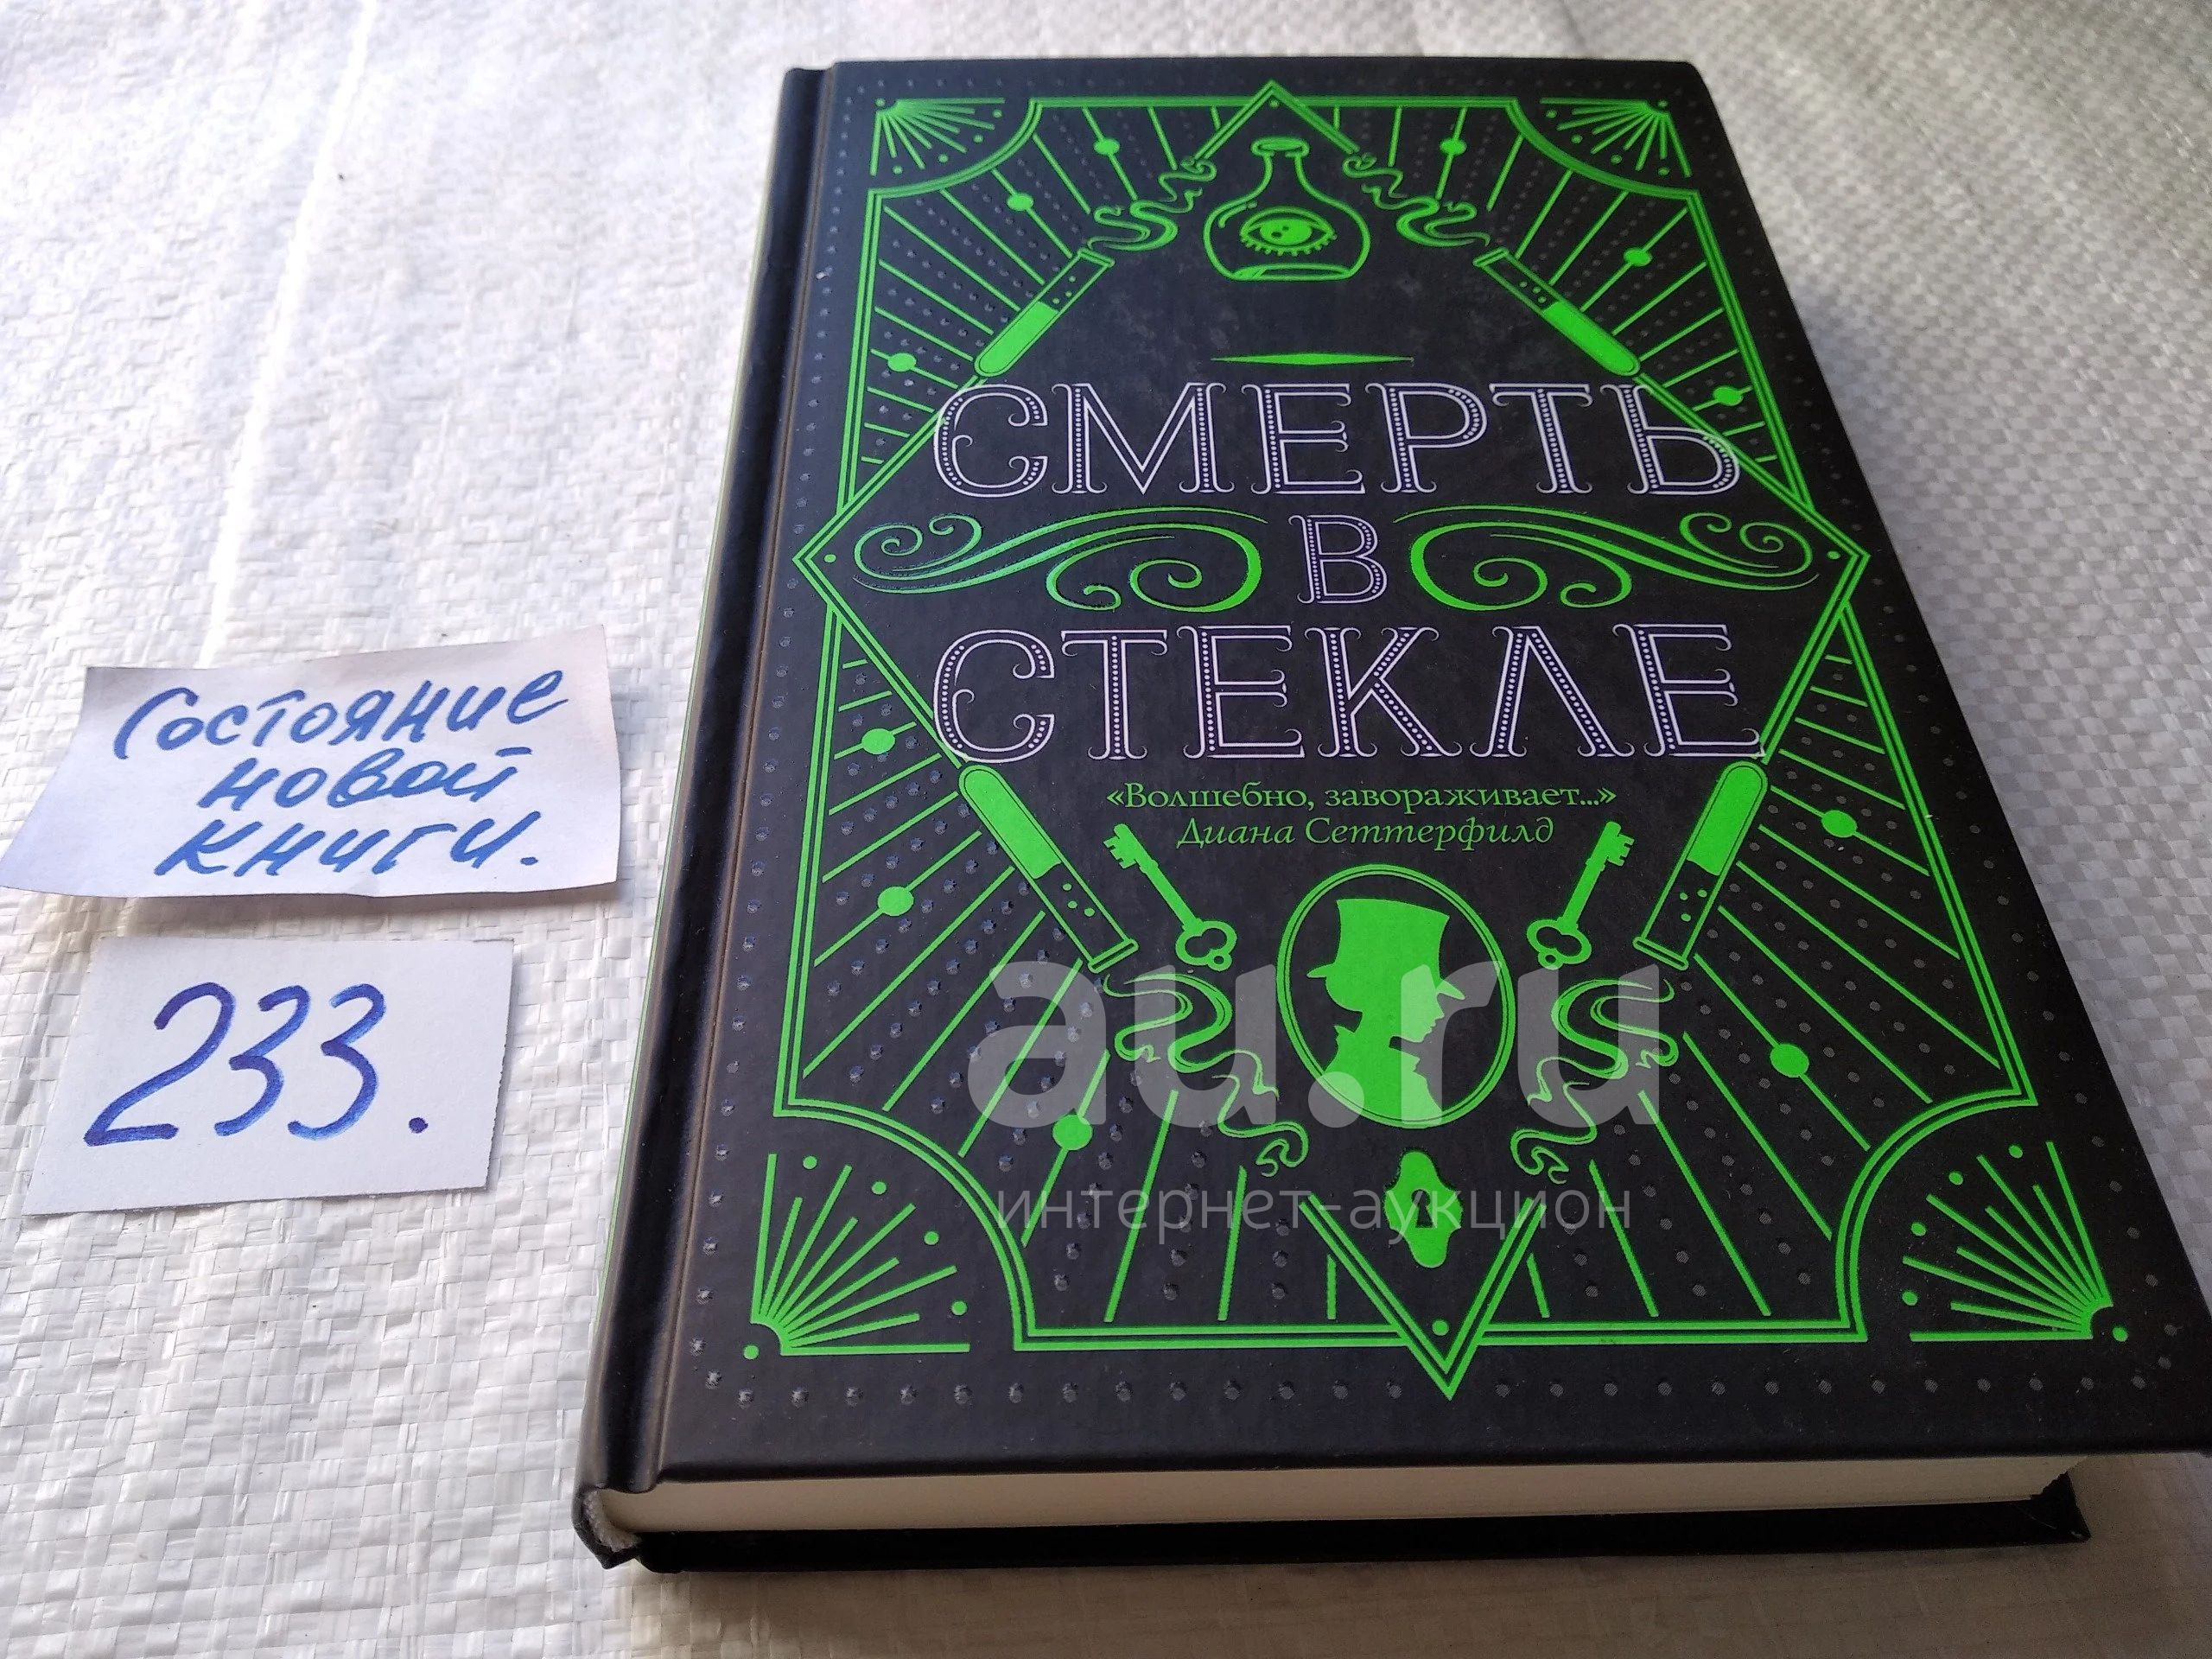 СМЕРТЬ
В
СТЕКЛЕ
«Волшебно, завораживает...»
Диана Сеттерфилд
Состояние
новой
книги.
233.
au.ru
интернет-аукцион